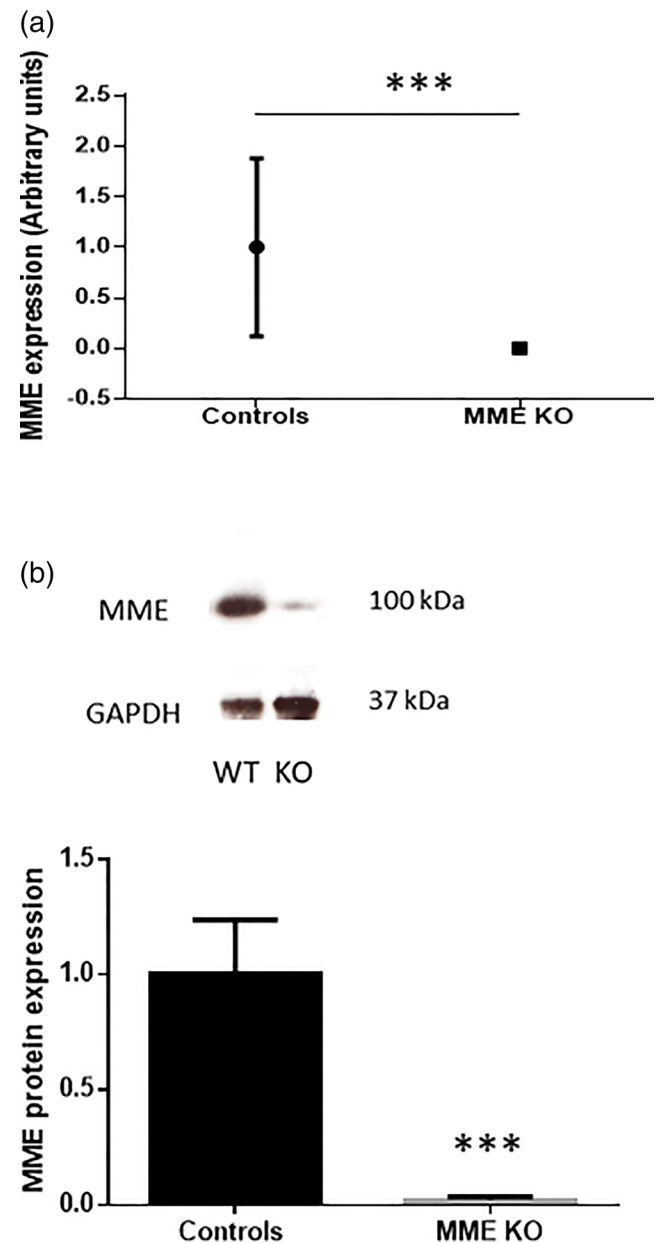 (a)
MME expression (Arbitrary units)
2.5
2.0
1.5
1.0
0.5
0.0
-0.5
***
Controls MME KO
(b)
MME 100 kDa
GAPDH 37 kDa
WT KO
MME protein expression
1.5
1.0
0.5
0.0
***
Controls MME KO